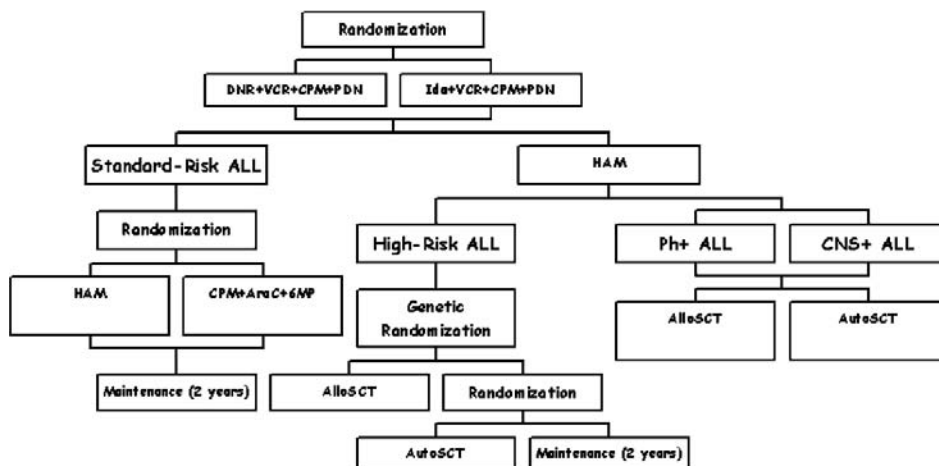 Randomization
DNR+VCR+CPM+PDN
Ida+VCR+CPM+PDN
Standard-Risk ALL
HAM
Randomization
High-Risk ALL
Ph+ ALL
CNS+ ALL
HAM
CPM+AraC+6MP
Genetic
Randomization
AlloSCT
AutoSCT
Maintenance (2 years)
AlloSCT
Randomization
AutoSCT
Maintenance (2 years)